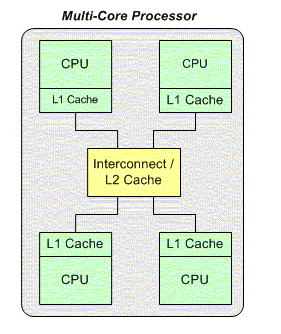 Multi-Core Processor
CPU
L1 Cache
CPU
L1 Cache
Interconnect /
L2 Cache
L1 Cache
CPU
L1 Cache
CPU